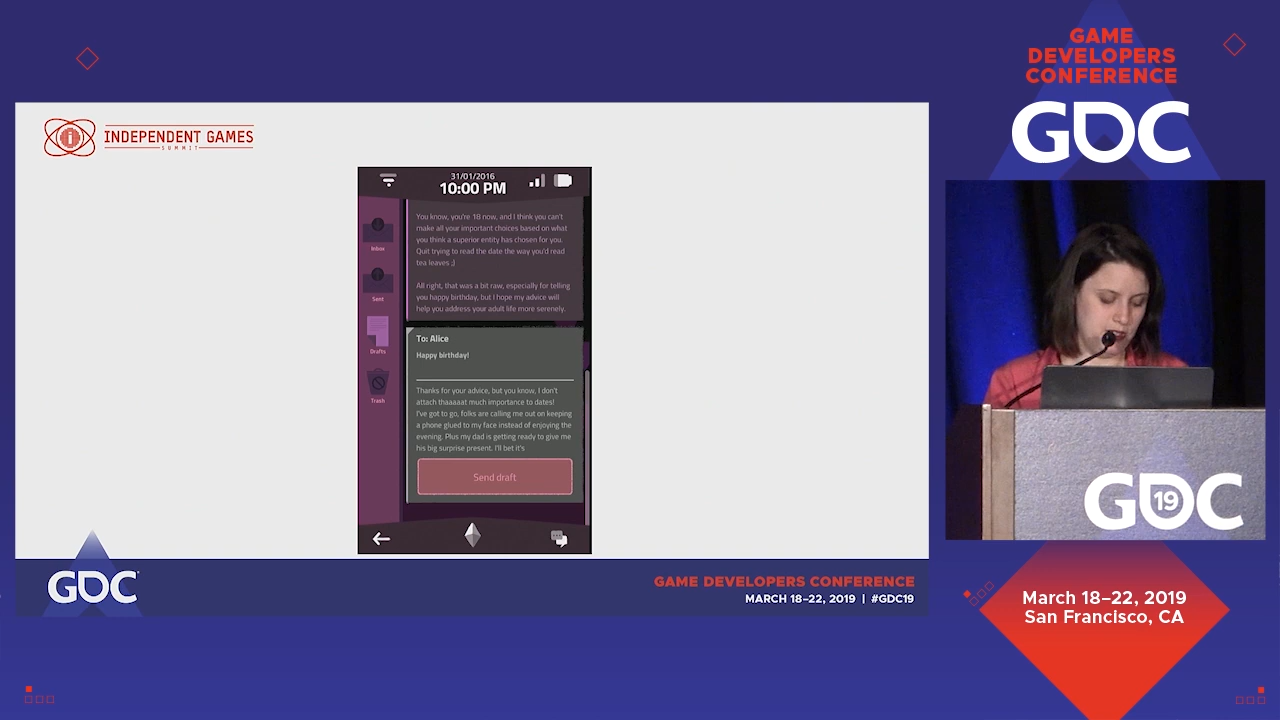 GAME
DEVELOPERS
CONFERENCE
GDC
INDEPENDENT GAMES
SUMMIT
31/01/2016
10:00 PM
Inbox
Sent
Drafts
Trash
You know, you're 18 now, and I think you can't
make all your important choices based on what
you think a superior entity has chosen for you.
Quit trying to read the date the way you'd read
tea leaves ;)
All right, that was a bit raw, especially for telling
you happy birthday, but I hope my advice will
help you address your adult life more serenely.
To: Alice
Happy birthday!
Thanks for your advice, but you know, I don't
attach thaaaaat much importance to dates!
I've got to go, folks are calling me out on keeping
a phone glued to my face instead of enjoying the
evening. Plus my dad is getting ready to give me
his big surprise present. I'll bet it's
Send draft
GDC
GAME DEVELOPERS CONFERENCE
MARCH 18–22, 2019 | #GDC19
GDC
19
March 18–22, 2019
San Francisco, CA